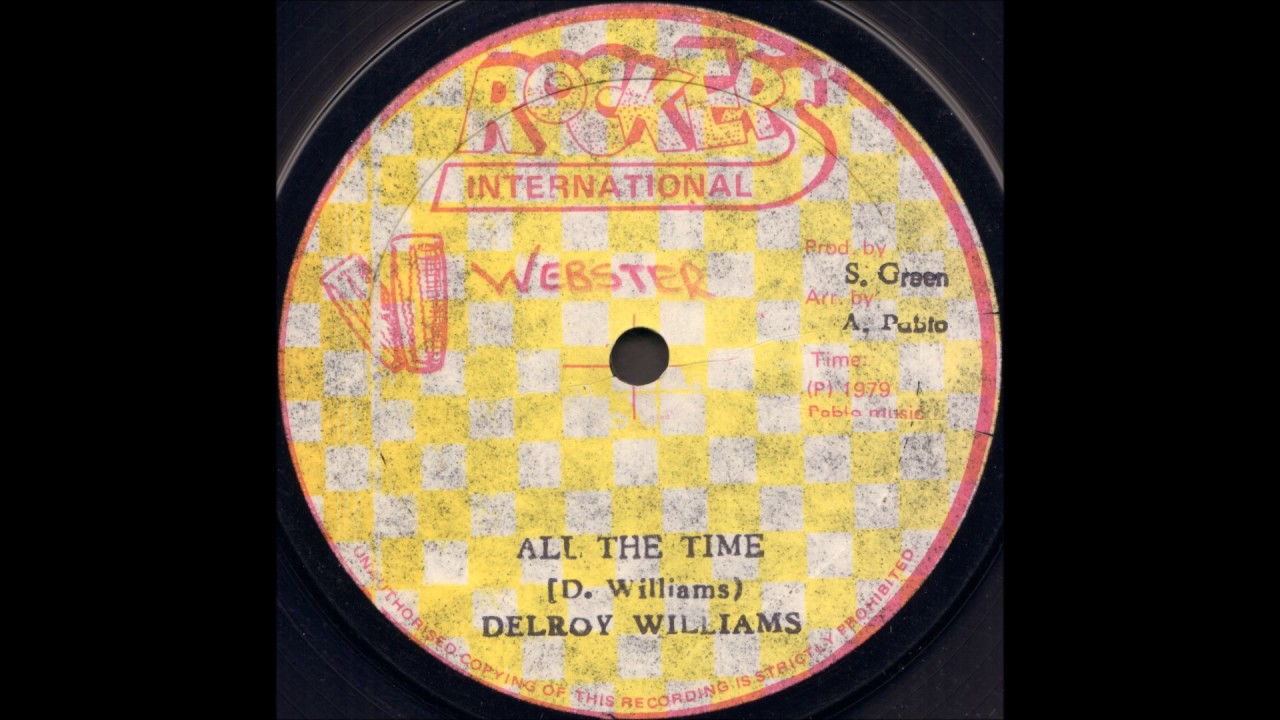 ROCKERS
INTERNATIONAL
WEBSTER
Prod. by
S. Green
Arr. by
A. Pablo
Time:
(P) 1979
Pablo music
ALL THE TIME
[D. Williams)
DELROY WILLIAMS
UNAUTHORISED COPYING OF THIS RECORDING IS STRICTLY PROHIBITED